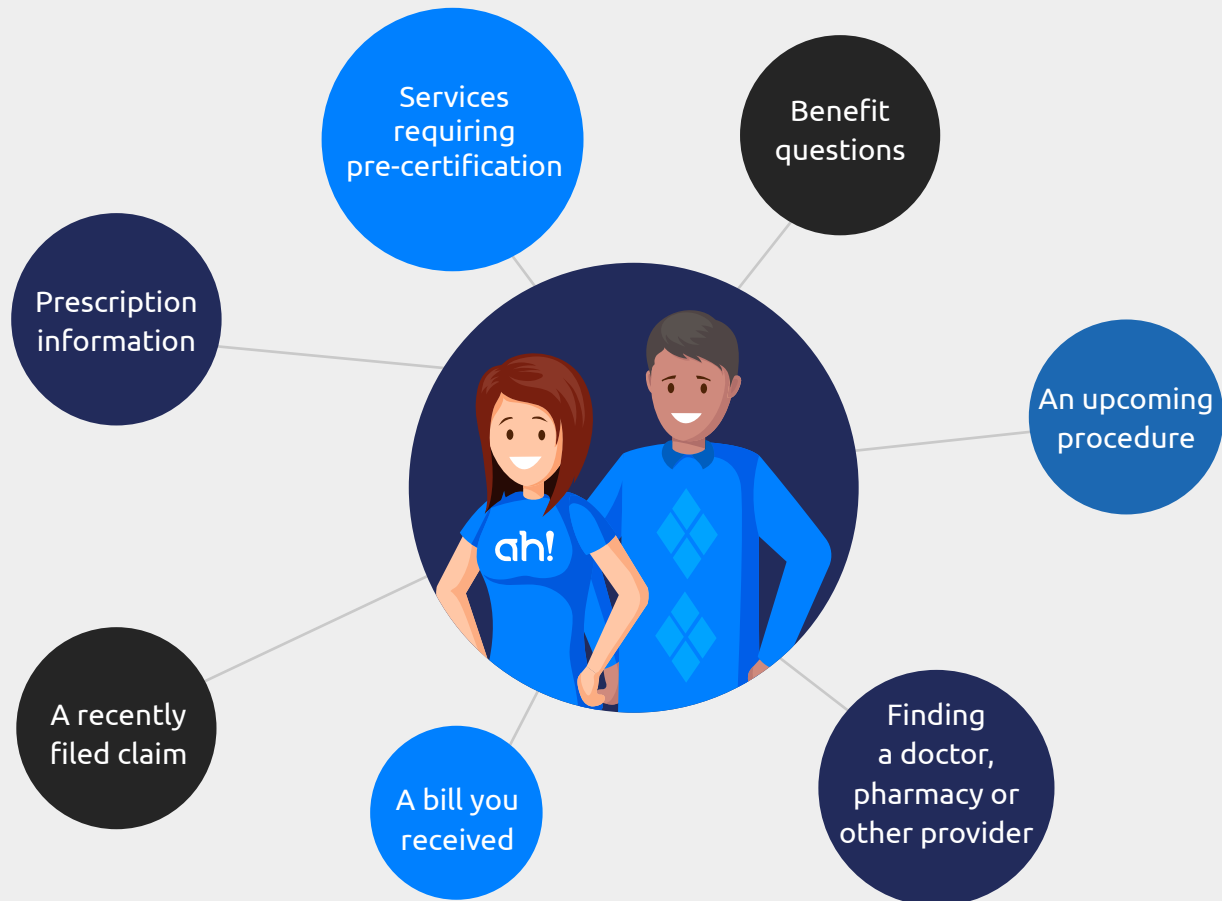 Services
requiring
pre-certification
Benefit
questions
Prescription
information
An upcoming
procedure
ah!
A recently
filed claim
A bill you
received
Finding
a doctor,
pharmacy or
other provider